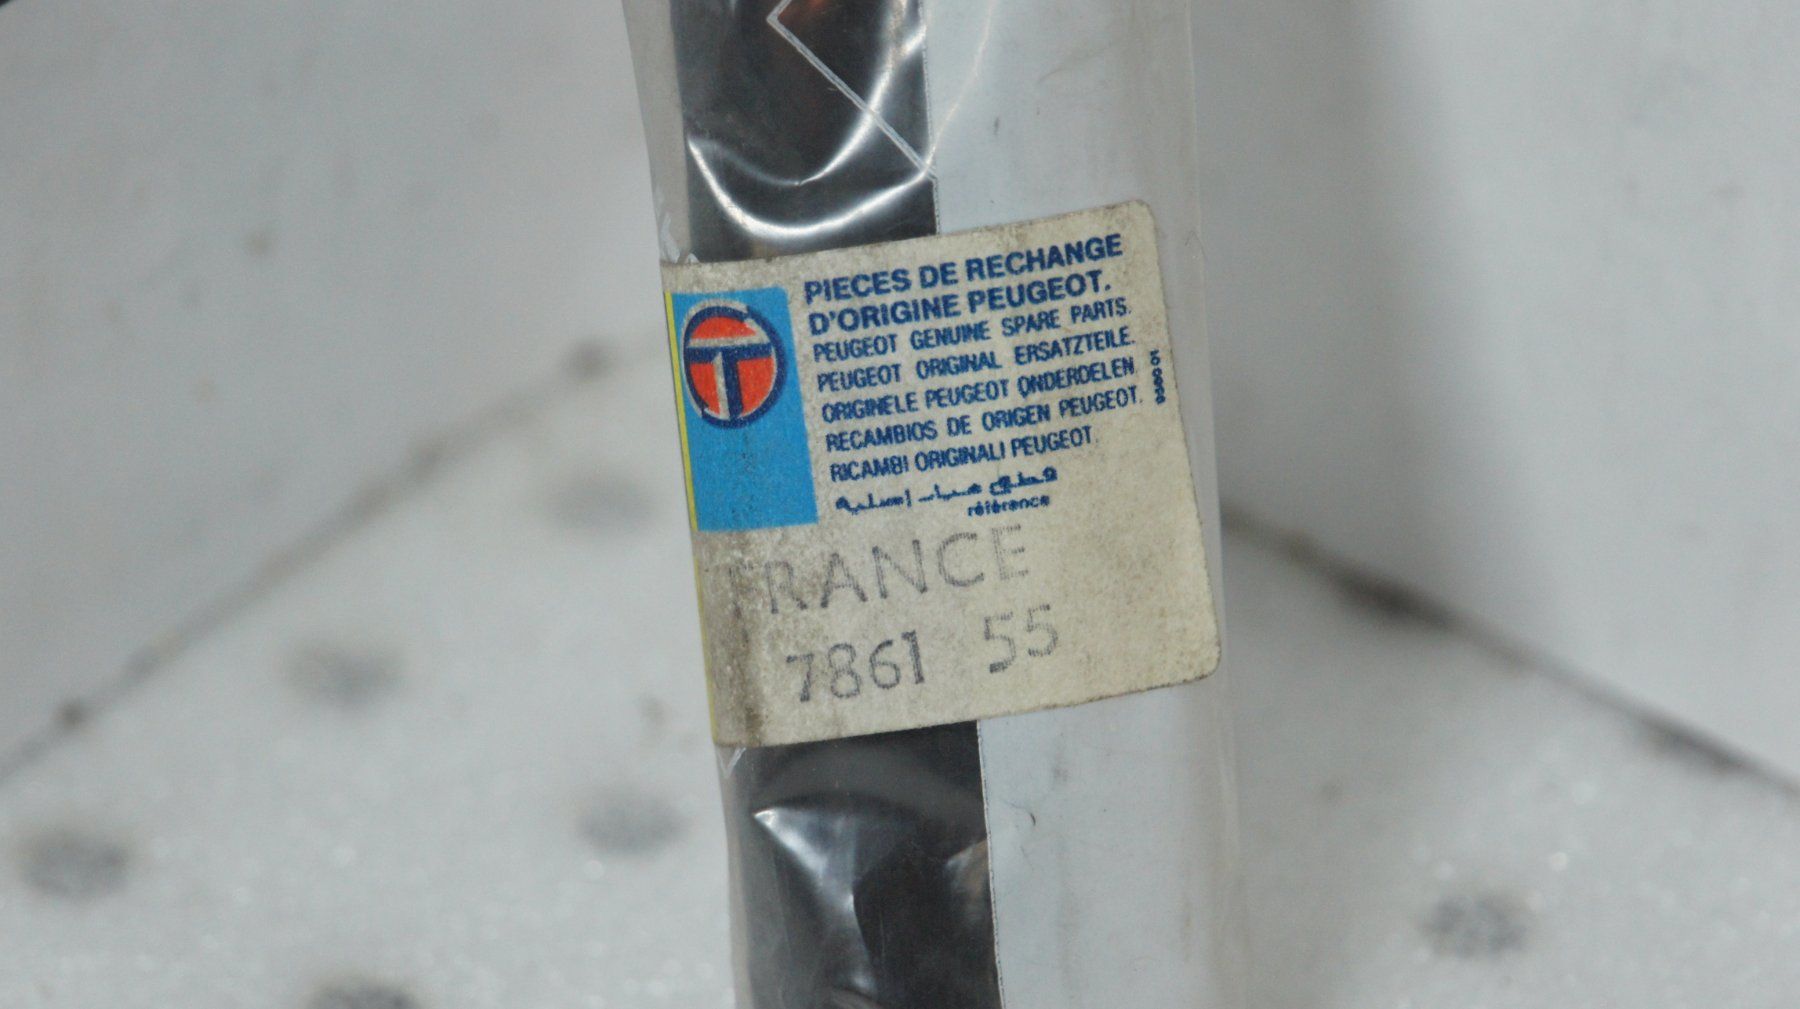 PIECES DE RECHANGE
D'ORIGINE PEUGEOT.
PEUGEOT GENUINE SPARE PARTS.
PEUGEOT ORIGINAL ERSATZTEILE.
ORIGINELE PEUGEOT ONDERDELEN
RECAMBIOS DE ORIGEN PEUGEOT.
RICAMBI ORIGINALI PEUGEOT.
référence
FRANCE
7861 55